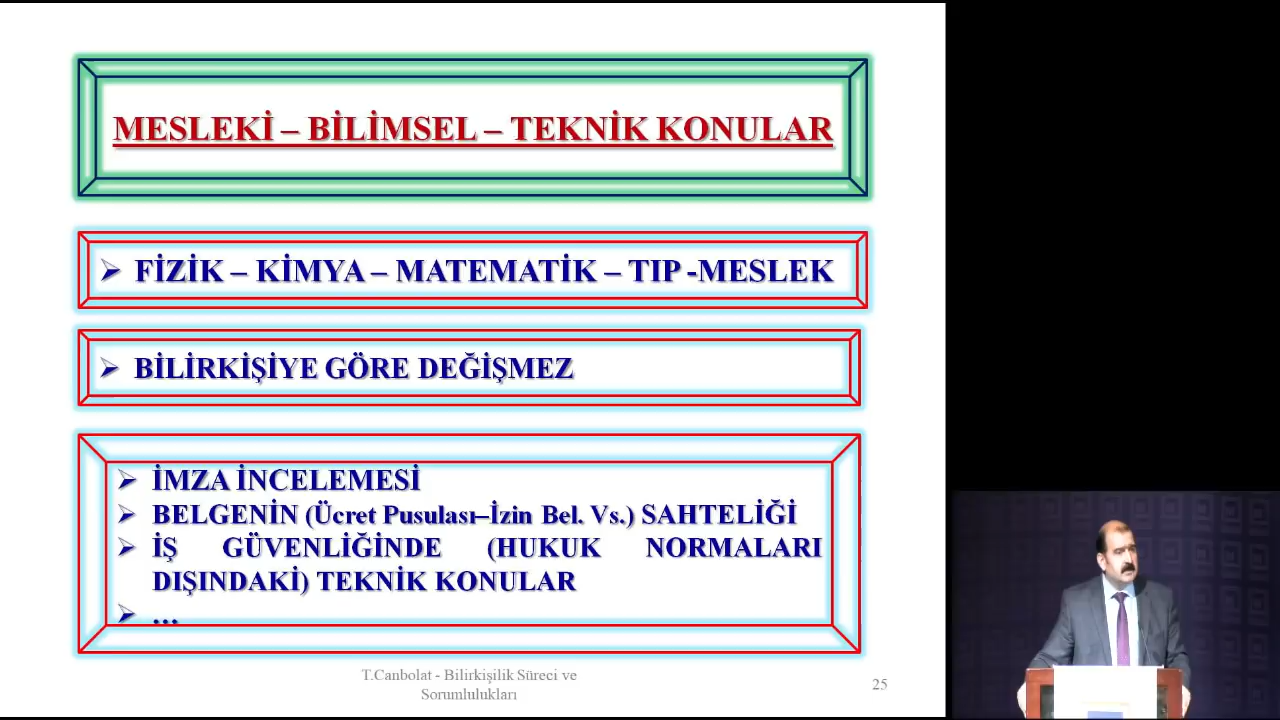 MESLEKİ – BİLİMSEL – TEKNİK KONULAR
➢ FİZİK – KİMYA – MATEMATİK – TIP -MESLEK
➢ BİLİRKİŞİYE GÖRE DEĞİŞMEZ
➢ İMZA İNCELEMESİ
➢ BELGENİN (Ücret Pusulası–İzin Bel. Vs.) SAHTELİĞİ
➢ İŞ GÜVENLİĞİNDE (HUKUK NORMALARI
DIŞINDAKİ) TEKNİK KONULAR
➢ …
T.Canbolat - Bilirkişilik Süreci ve
Sorumlulukları
25